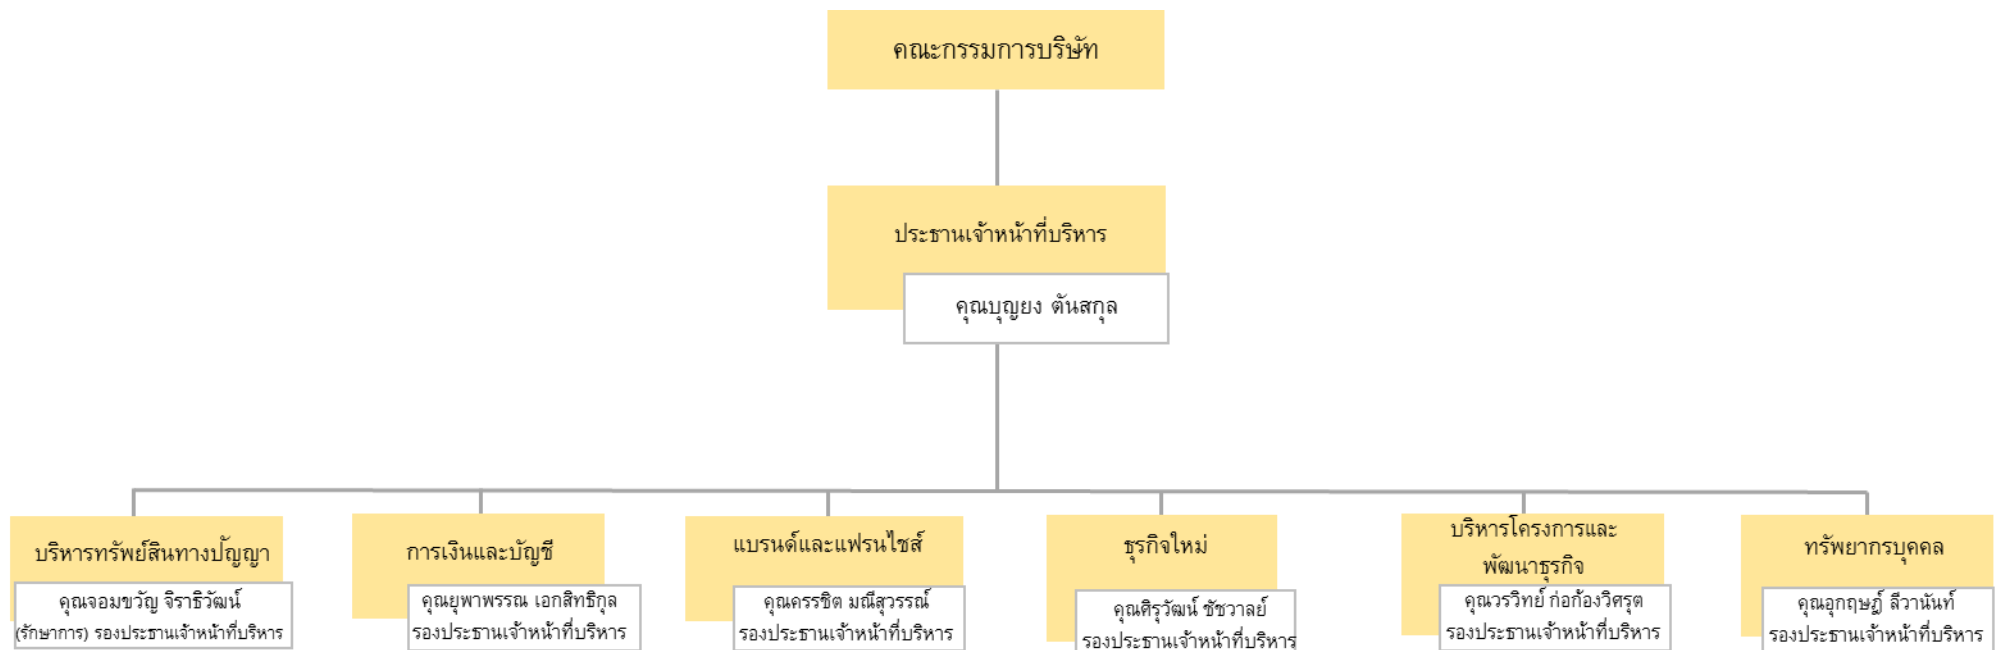 คณะกรรมการบริษัท
ประธานเจ้าหน้าที่บริหาร
คุณบุญยง ตันสกุล
บริหารทรัพย์สินทางปัญญา
คุณจอมขวัญ จิราธิวัฒน์
(รักษาการ) รองประธานเจ้าหน้าที่บริหาร
การเงินและบัญชี
คุณยุพาพรรณ เอกสิทธิกุล
รองประธานเจ้าหน้าที่บริหาร
แบรนด์และแฟรนไชส์
คุณครรชิต มณีสุวรรณ์
รองประธานเจ้าหน้าที่บริหาร
ธุรกิจใหม่
คุณศิรุวัฒน์ ชัชวาลย์
รองประธานเจ้าหน้าที่บริหาร
บริหารโครงการและ
พัฒนาธุรกิจ
คุณวรวิทย์ ก่อก้องวิศรุต
รองประธานเจ้าหน้าที่บริหาร
ทรัพยากรบุคคล
คุณอุกฤษฎ์ ลีวานันท์
รองประธานเจ้าหน้าที่บริหาร